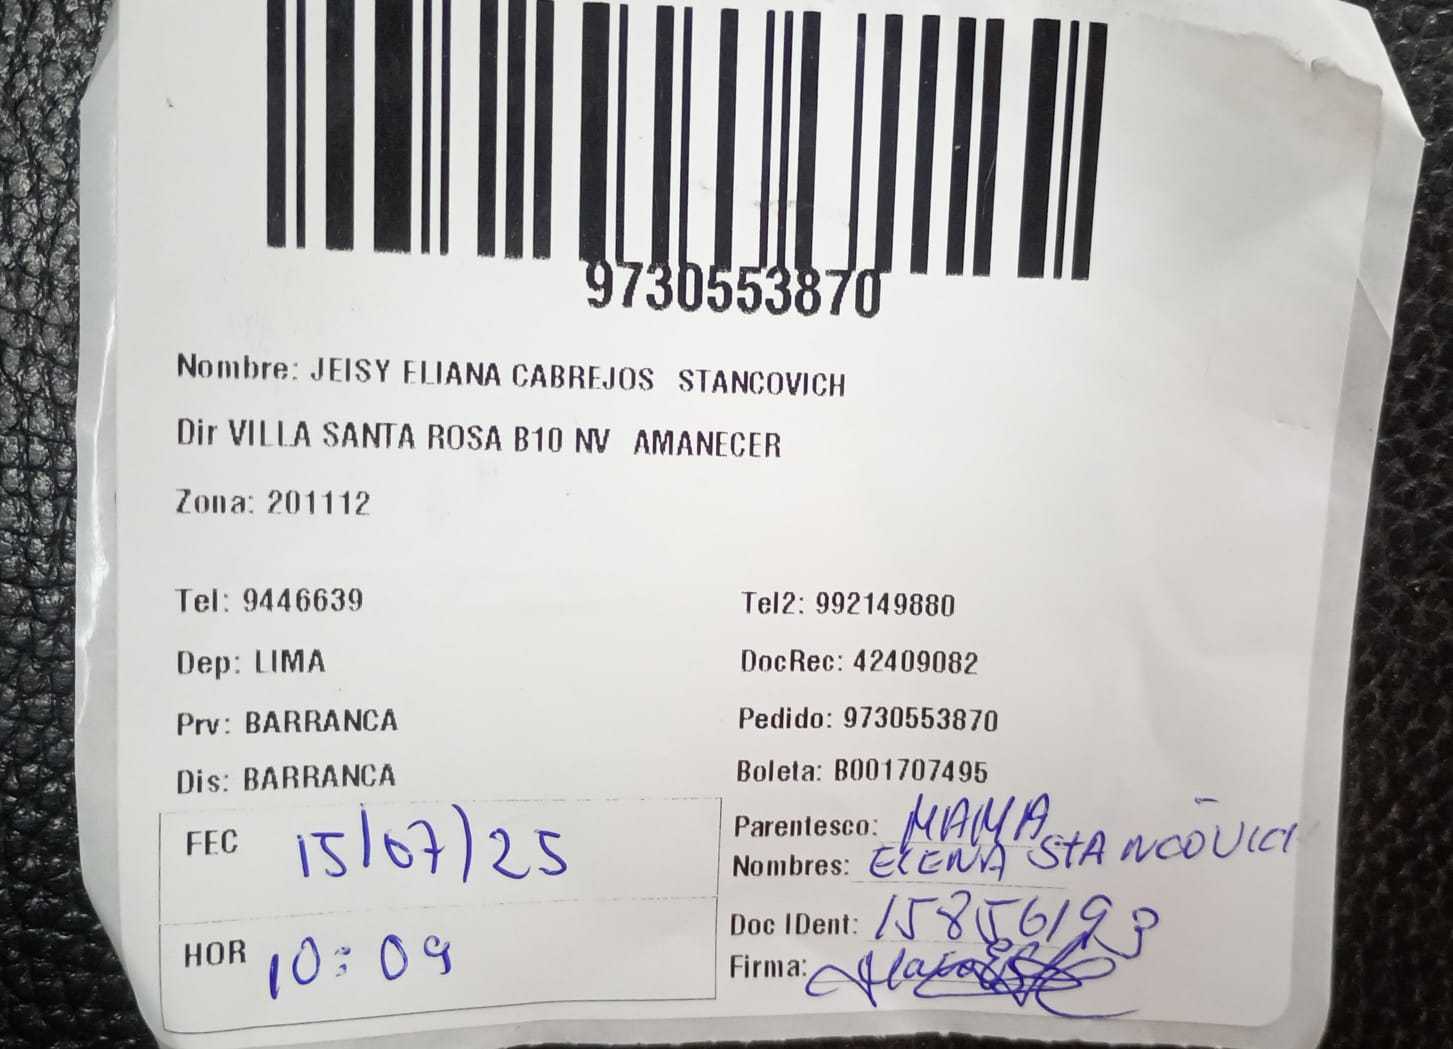 9730553870
Nombre: JEISY ELIANA CABREJOS STANCOVICH
Dir VILLA SANTA ROSA B10 NV AMANECER
Zona: 201112
Tel: 9446639 Tel2: 992149880
Dep: LIMA DocRec: 42409082
Prv: BARRANCA Pedido: 9730553870
Dis: BARRANCA Boleta: B001707495
FEC 15/07/25
HOR 10:09
Parentesco: MAMA
Nombres: ELENA STANCOVICH
Doc IDent: 15856193
Firma: